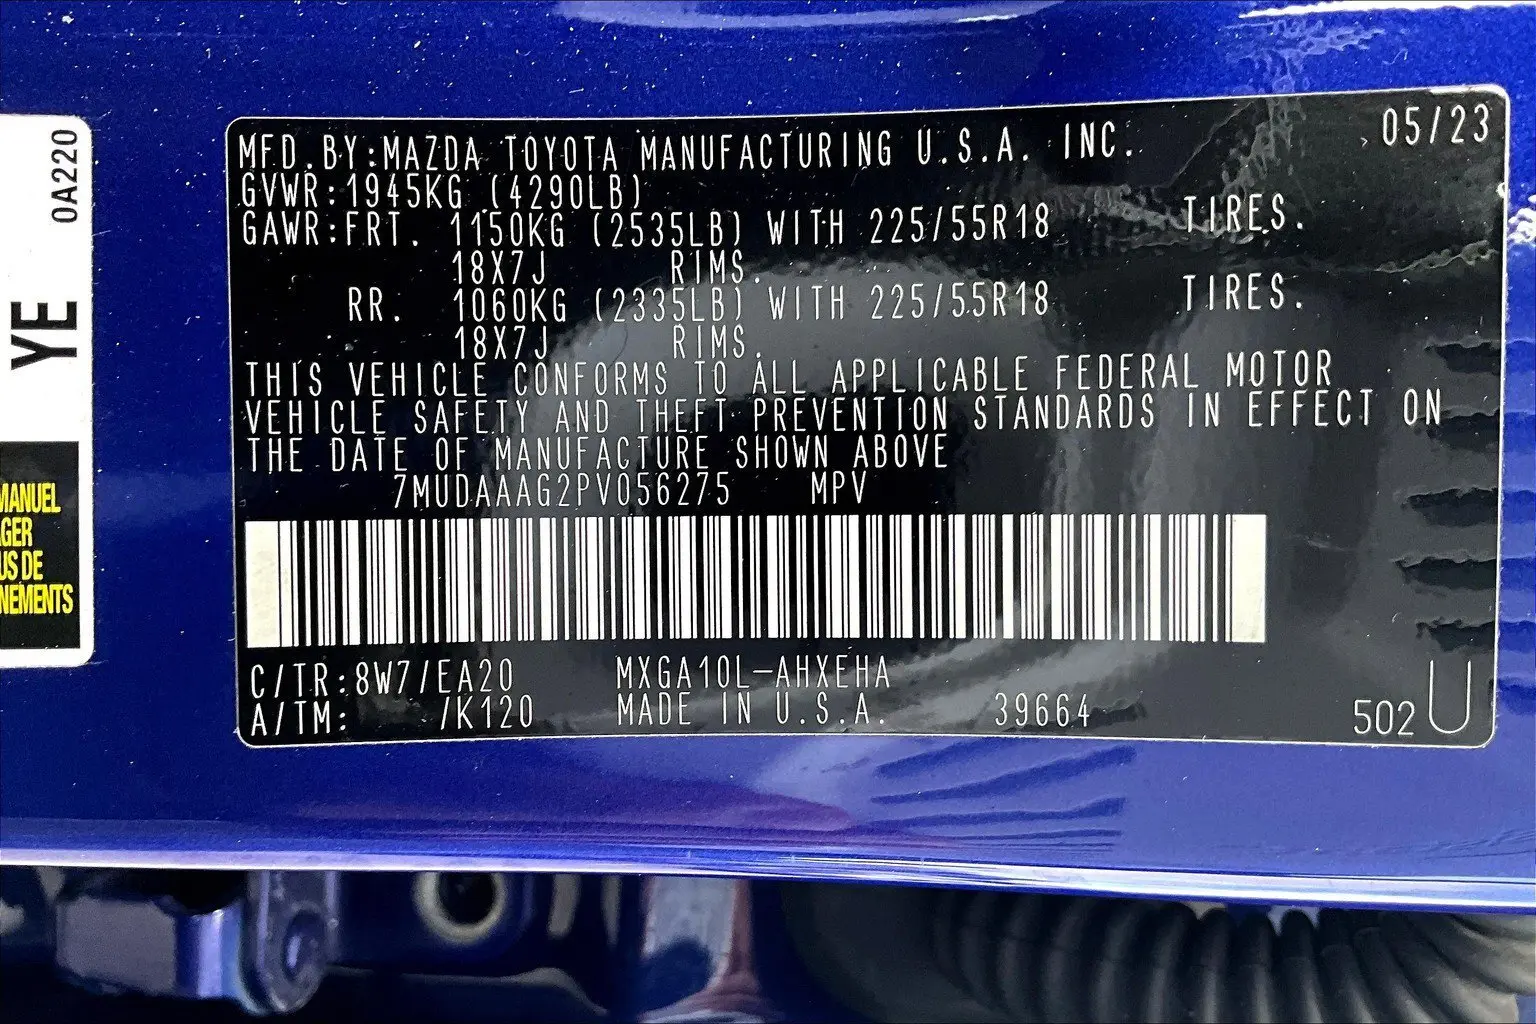 0A220
YE
MANUEL
GER
US DE
NEMENTS
MFD.BY:MAZDA TOYOTA MANUFACTURING U.S.A. INC. 05/23
GVWR:1945KG (4290LB)
GAWR:FRT. 1150KG (2535LB) WITH 225/55R18 TIRES.
18X7J RIMS.
RR. 1060KG (2335LB) WITH 225/55R18 TIRES.
18X7J RIMS.
THIS VEHICLE CONFORMS TO ALL APPLICABLE FEDERAL MOTOR
VEHICLE SAFETY AND THEFT PREVENTION STANDARDS IN EFFECT ON
THE DATE OF MANUFACTURE SHOWN ABOVE
7MUDAAAG2PV056275 MPV
C/TR:8W7/EA20 MXGA10L-AHXEHA
A/TM: /K120 MADE IN U.S.A. 39664 502 U